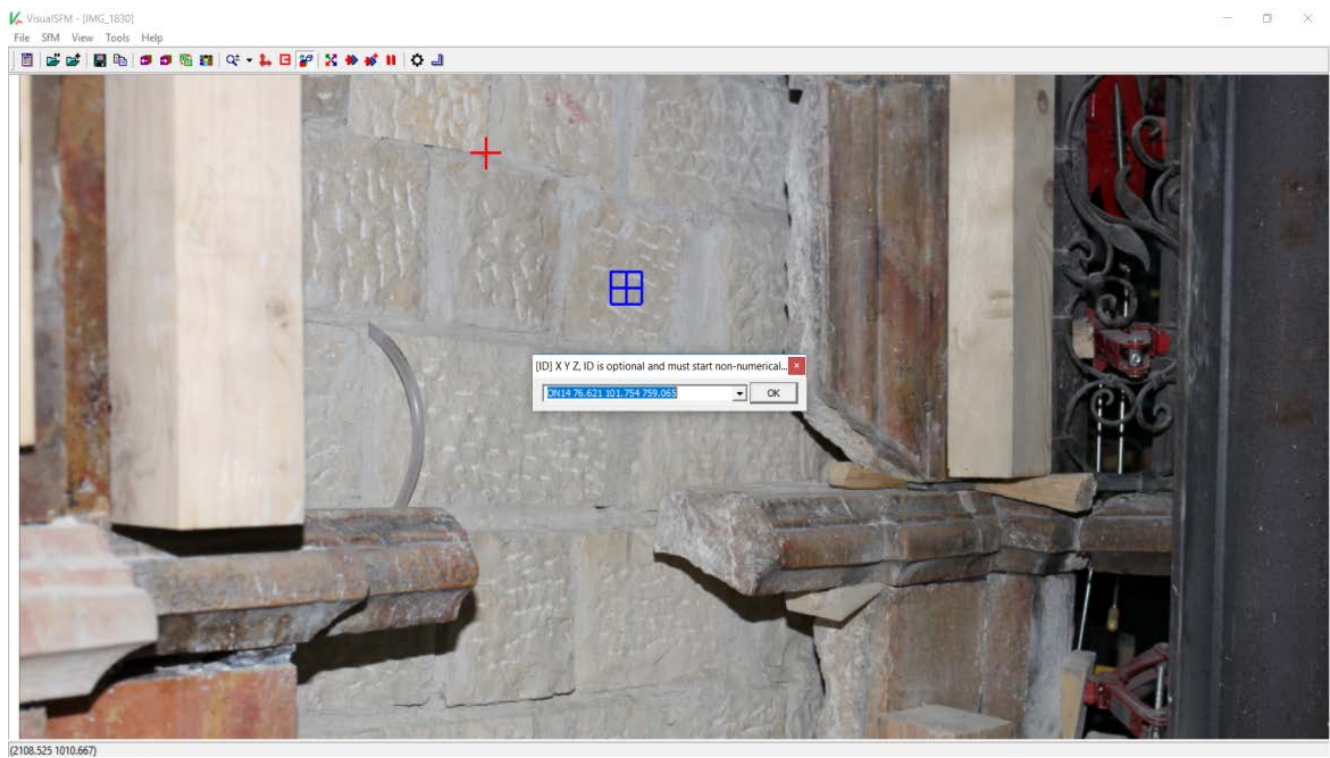 VisualSFM - [IMG_1830]
File SfM View Tools Help
[ID] X Y Z, ID is optional and must start non-numerical...
ON14 76.621 101.754 759.065
OK
(2108.525 1010.667)